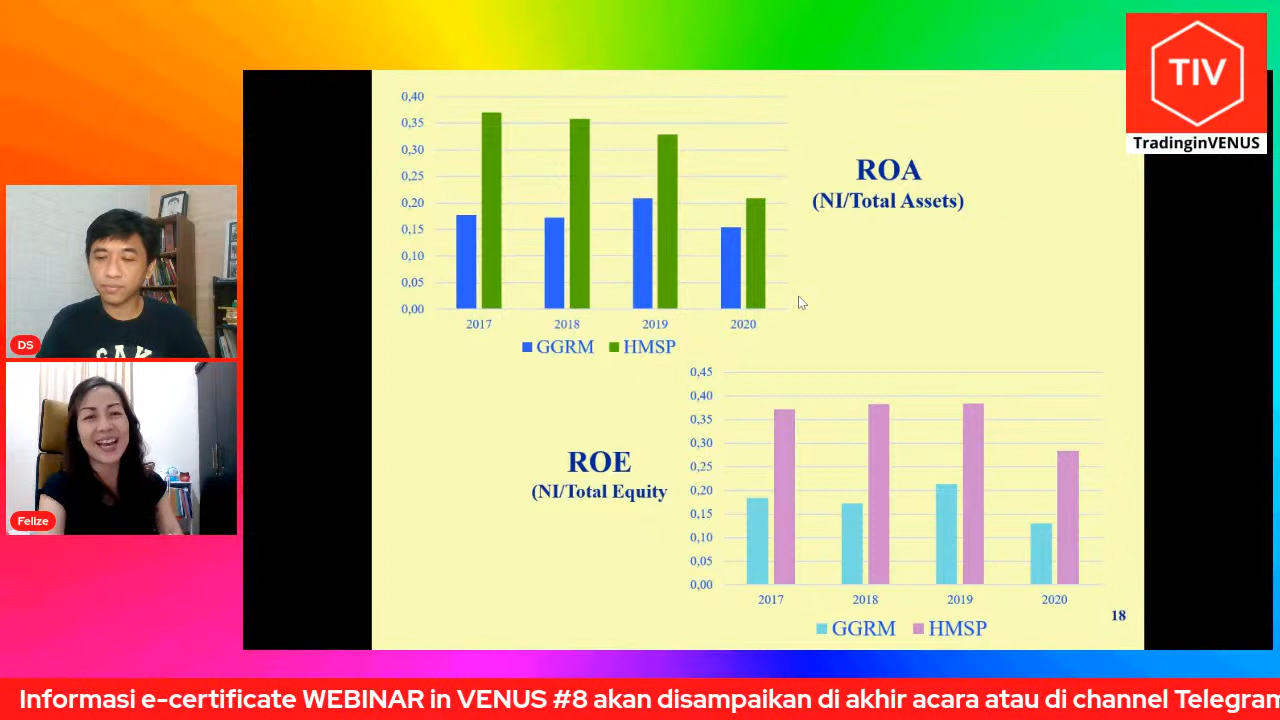 TIV
TradinginVENUS
0,40
0,35
0,30
0,25
0,20
0,15
0,10
0,05
0,00
2017 2018 2019 2020
GGRM HMSP
ROA
(NI/Total Assets)
DS
Felize
ROE
(NI/Total Equity
0,45
0,40
0,35
0,30
0,25
0,20
0,15
0,10
0,05
0,00
2017 2018 2019 2020
GGRM HMSP
18
Informasi e-certificate WEBINAR in VENUS #8 akan disampaikan di akhir acara atau di channel Telegram